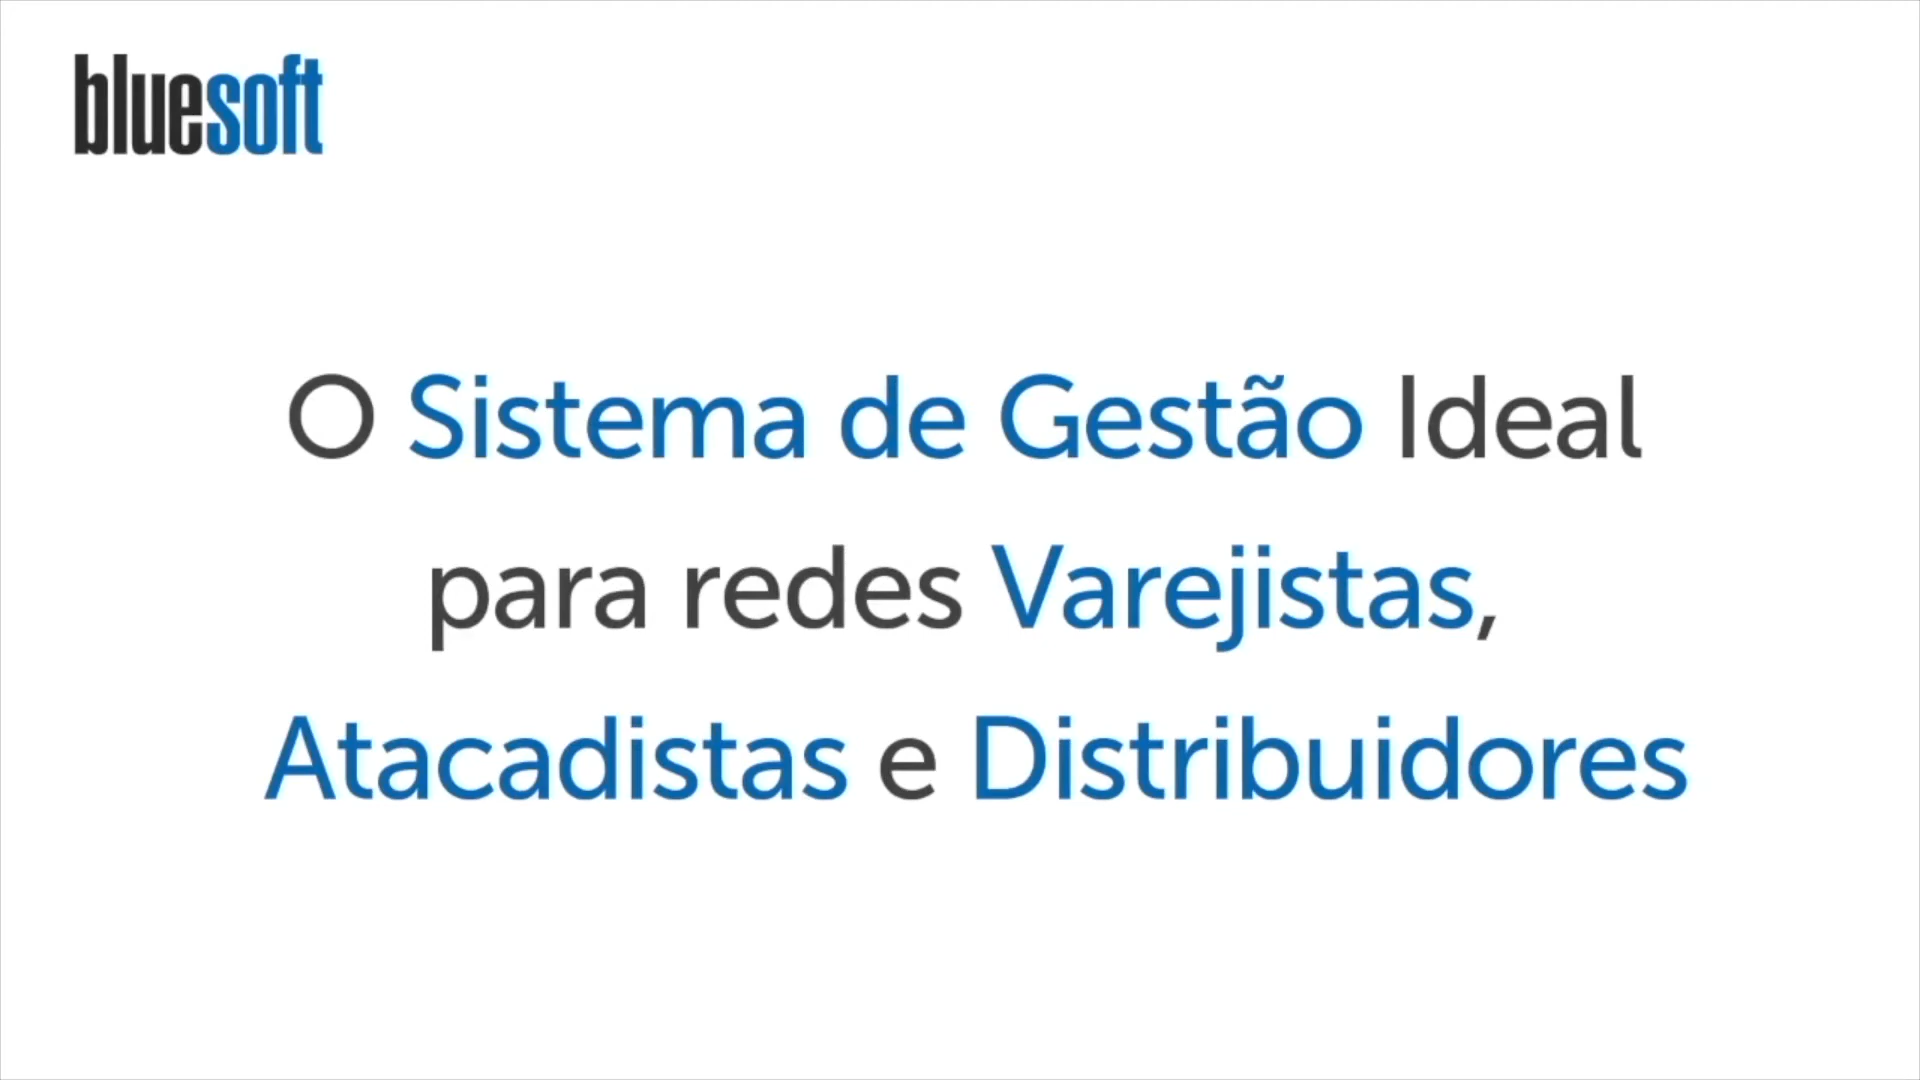 bluesoft
O Sistema de Gestão Ideal
para redes Varejistas,
Atacadistas e Distribuidores